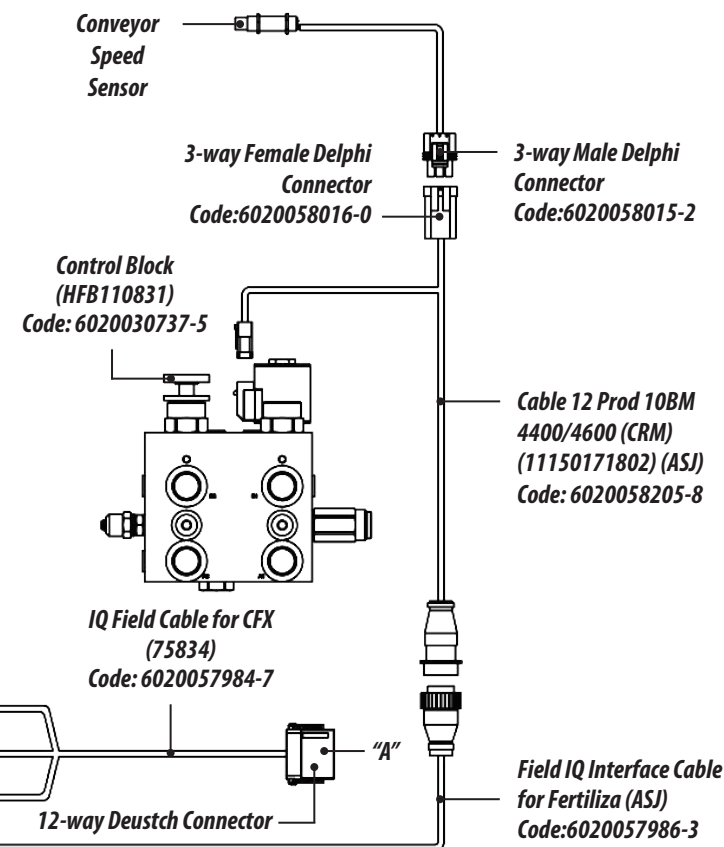 Conveyor
Speed
Sensor
3-way Female Delphi
Connector
Code:6020058016-0
3-way Male Delphi
Connector
Code:6020058015-2
Control Block
(HFB110831)
Code: 6020030737-5
Cable 12 Prod 10BM
4400/4600 (CRM)
(11150171802) (ASJ)
Code: 6020058205-8
IQ Field Cable for CFX
(75834)
Code: 6020057984-7
"A"
12-way Deustch Connector
Field IQ Interface Cable
for Fertiliza (ASJ)
Code:6020057986-3